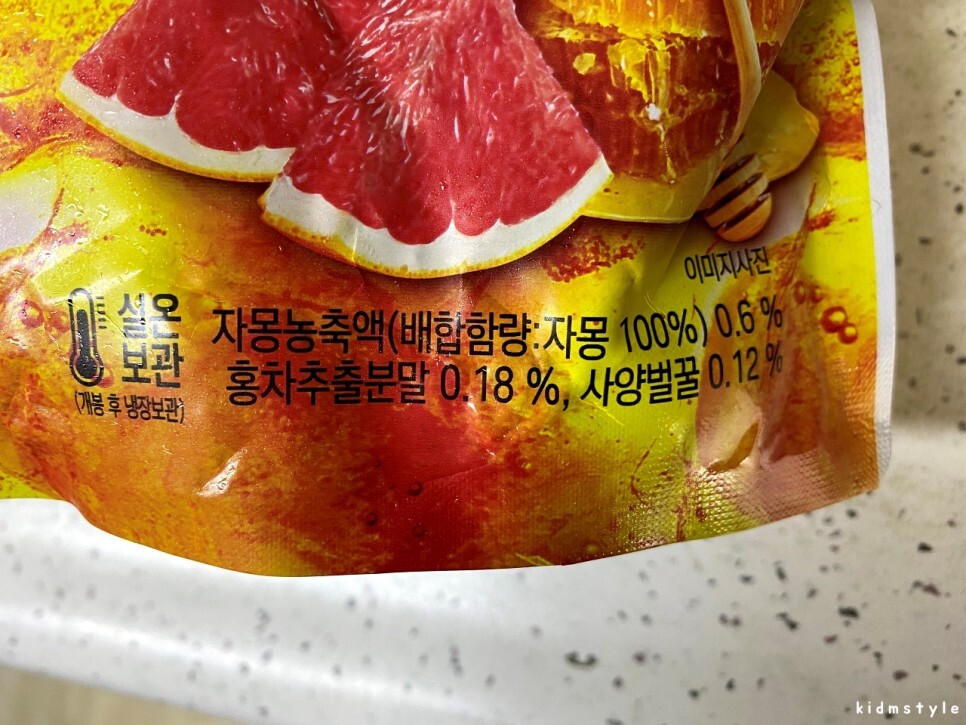 이미지사진
실온
보관
(개봉 후 냉장보관)
자몽농축액(배합함량:자몽 100%) 0.6 %
홍차추출분말 0.18 %, 사양벌꿀 0.12 %
kidmstyle